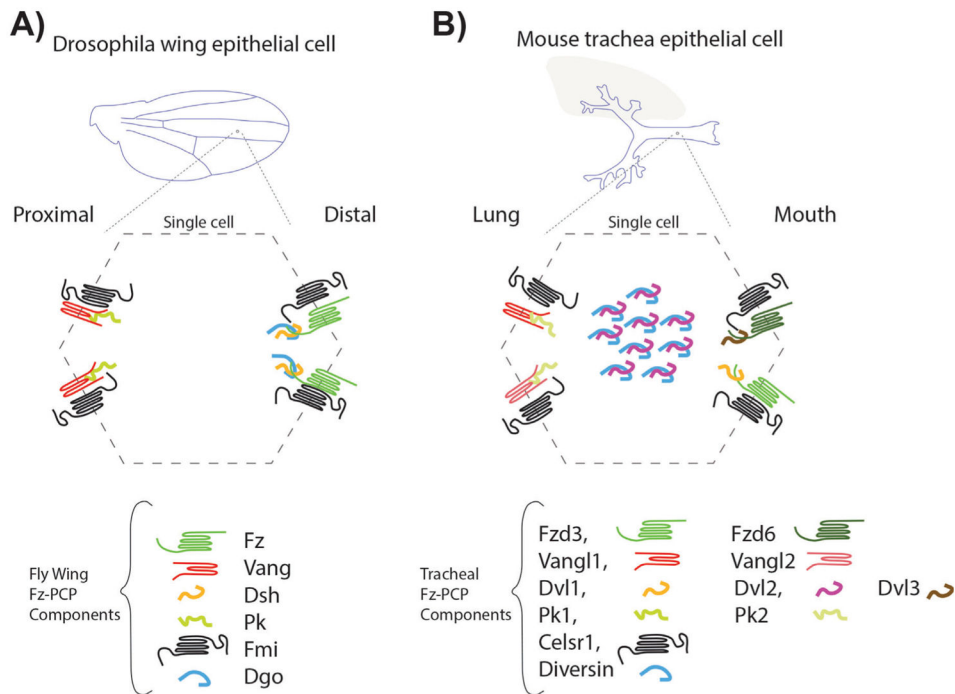 A)
Drosophila wing epithelial cell
Proximal
Distal
Single cell
Fly Wing
Fz-PCP
Components
Fz
Vang
Dsh
Pk
Fmi
Dgo
B)
Mouse trachea epithelial cell
Lung
Mouth
Single cell
Tracheal
Fz-PCP
Components
Fzd3, Fzd6
Vangl1, Vangl2
Dvl1, Dvl2, Dvl3
Pk1, Pk2
Celsr1,
Diversin